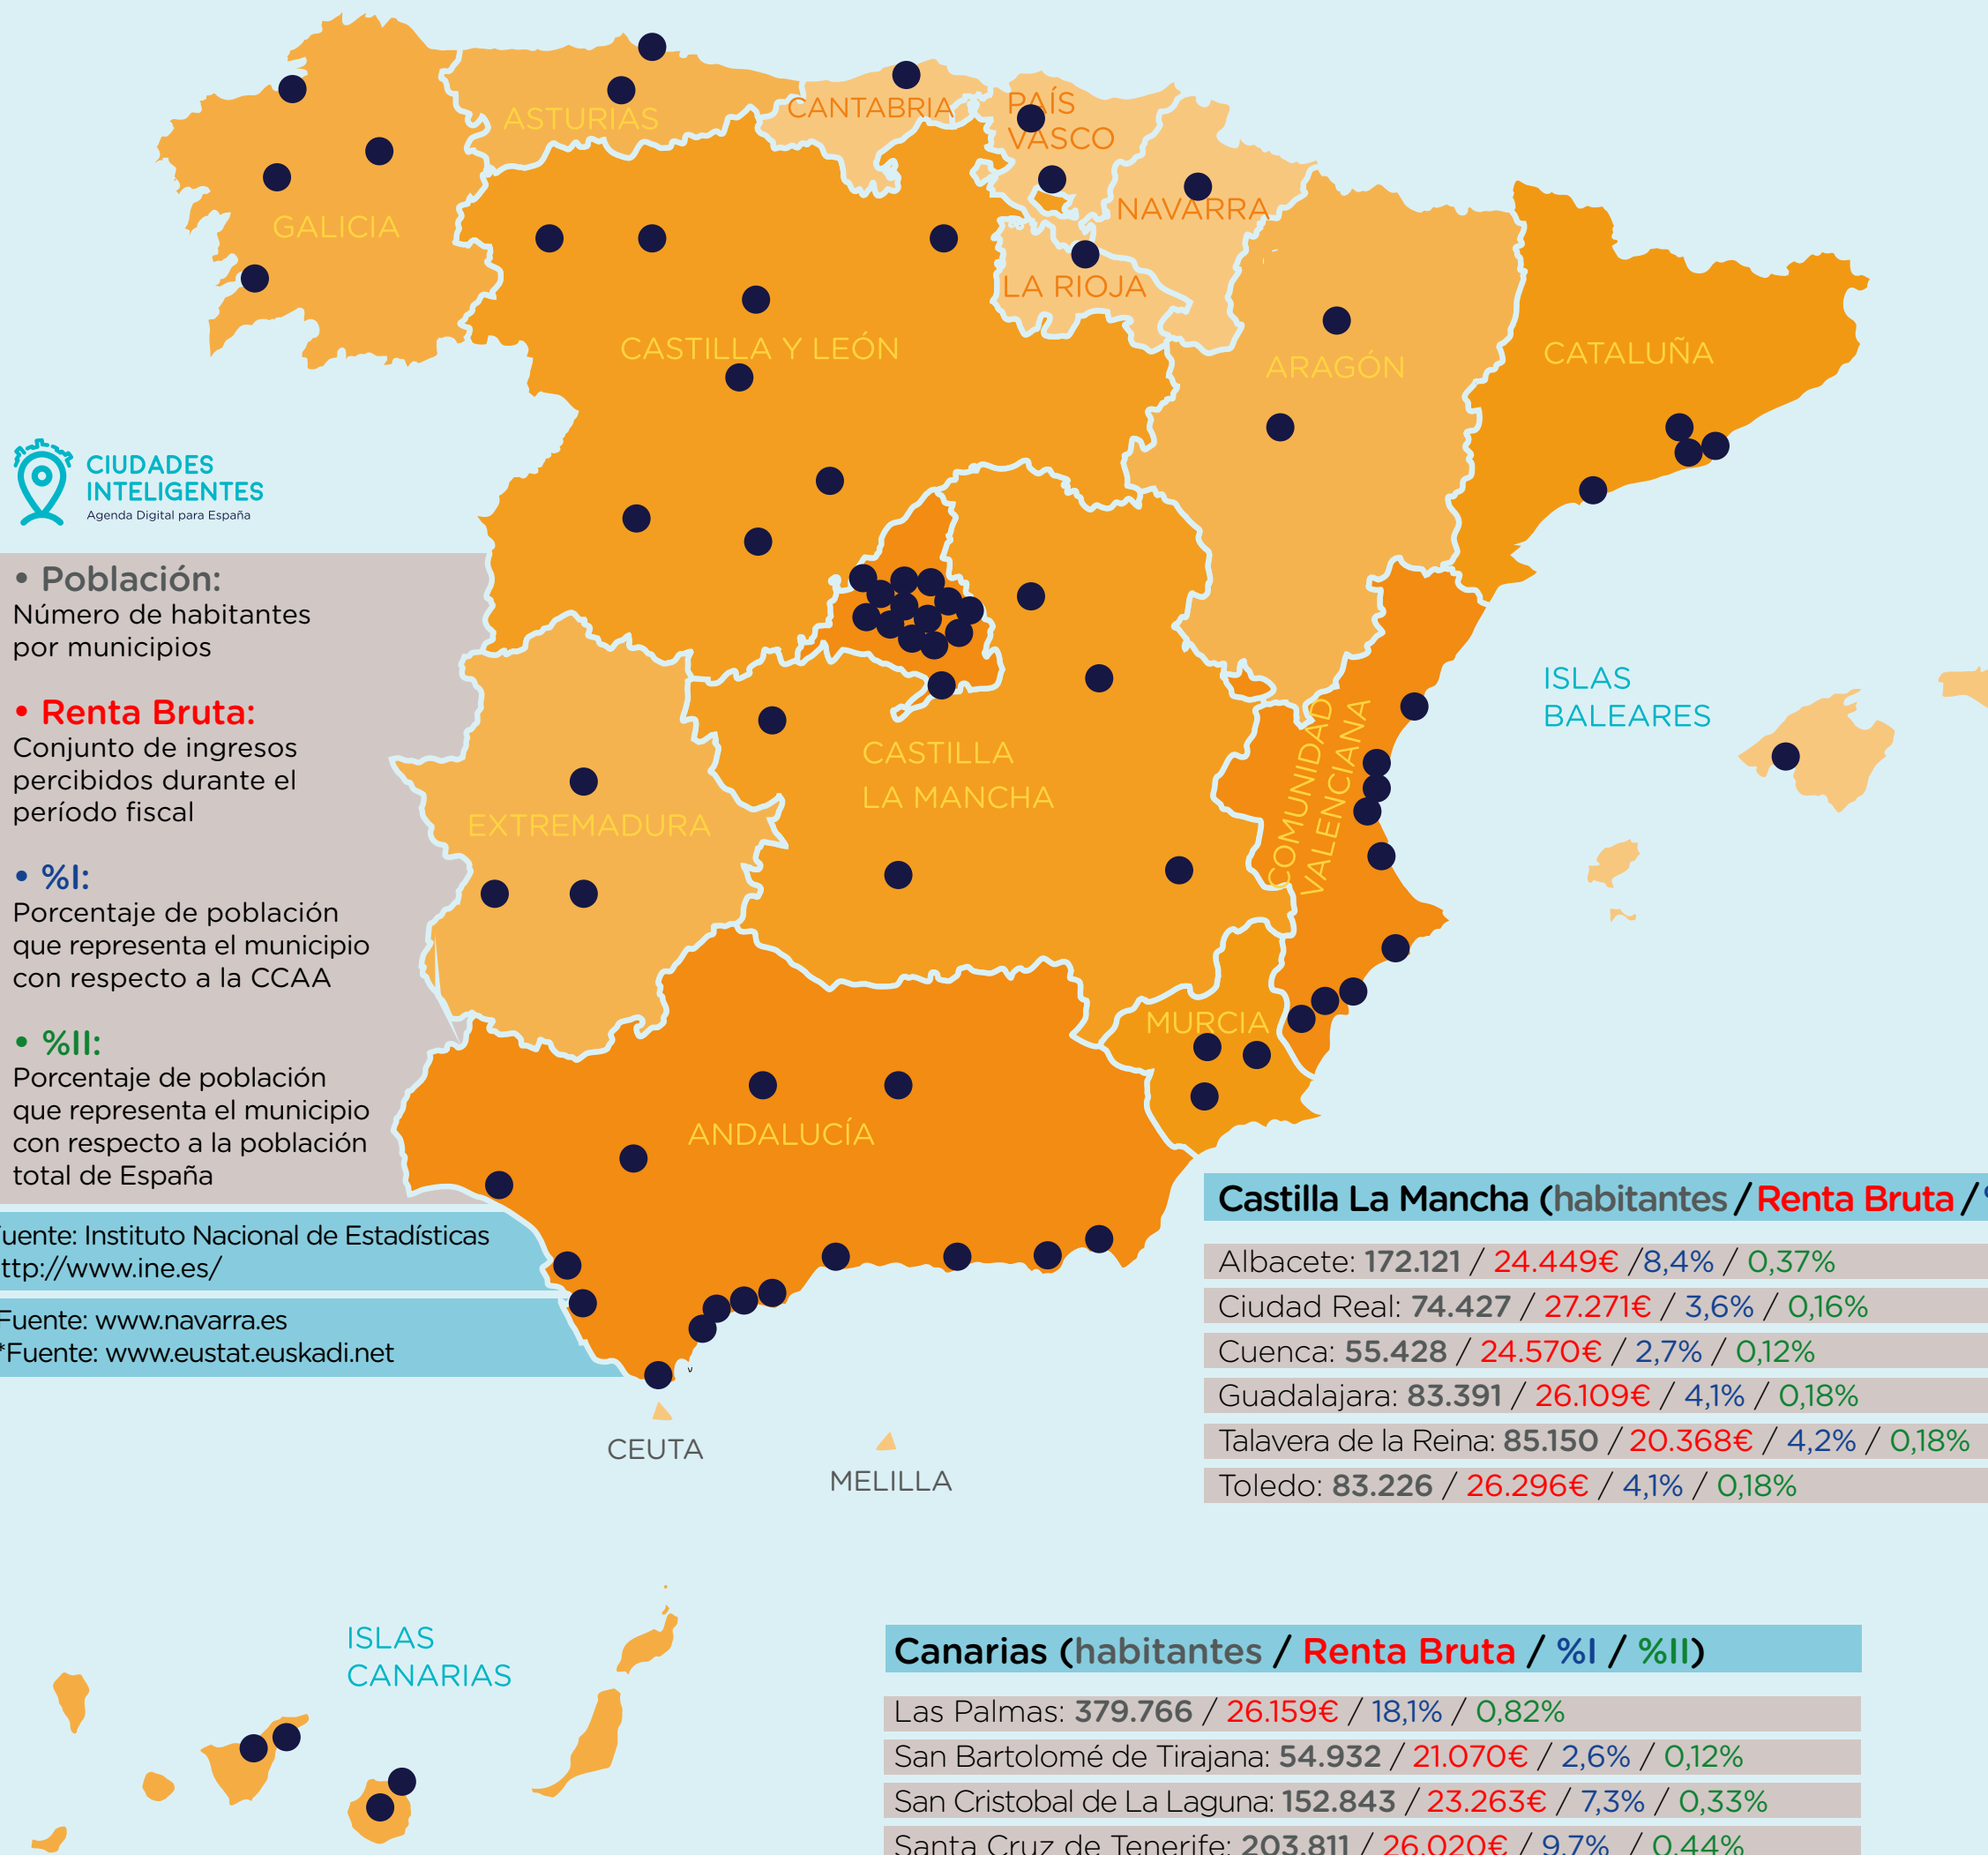 ASTURIAS
CANTABRIA
PAÍS
VASCO
NAVARRA
GALICIA
LA RIOJA
CASTILLA Y LEÓN
ARAGÓN
CATALUÑA
CIUDADES
INTELIGENTES
Agenda Digital para España
• Población:
Número de habitantes
por municipios
• Renta Bruta:
Conjunto de ingresos
percibidos durante el
período fiscal
• %I:
Porcentaje de población
que representa el municipio
con respecto a la CCAA
• %II:
Porcentaje de población
que representa el municipio
con respecto a la población
total de España
uente: Instituto Nacional de Estadísticas
ttp://www.ine.es/
Fuente: www.navarra.es
*Fuente: www.eustat.euskadi.net
ISLAS
BALEARES
COMUNIDAD
VALENCIANA
CASTILLA
LA MANCHA
EXTREMADURA
MURCIA
ANDALUCÍA
CEUTA
MELILLA
Castilla La Mancha (habitantes / Renta Bruta /
Albacete: 172.121 / 24.449€ /8,4% / 0,37%
Ciudad Real: 74.427 / 27.271€ / 3,6% / 0,16%
Cuenca: 55.428 / 24.570€ / 2,7% / 0,12%
Guadalajara: 83.391 / 26.109€ / 4,1% / 0,18%
Talavera de la Reina: 85.150 / 20.368€ / 4,2% / 0,18%
Toledo: 83.226 / 26.296€ / 4,1% / 0,18%
ISLAS
CANARIAS
Canarias (habitantes / Renta Bruta / %I / %II)
Las Palmas: 379.766 / 26.159€ / 18,1% / 0,82%
San Bartolomé de Tirajana: 54.932 / 21.070€ / 2,6% / 0,12%
San Cristobal de La Laguna: 152.843 / 23.263€ / 7,3% / 0,33%
Santa Cruz de Tenerife: 203.811 / 26.020€ / 9,7% / 0,44%